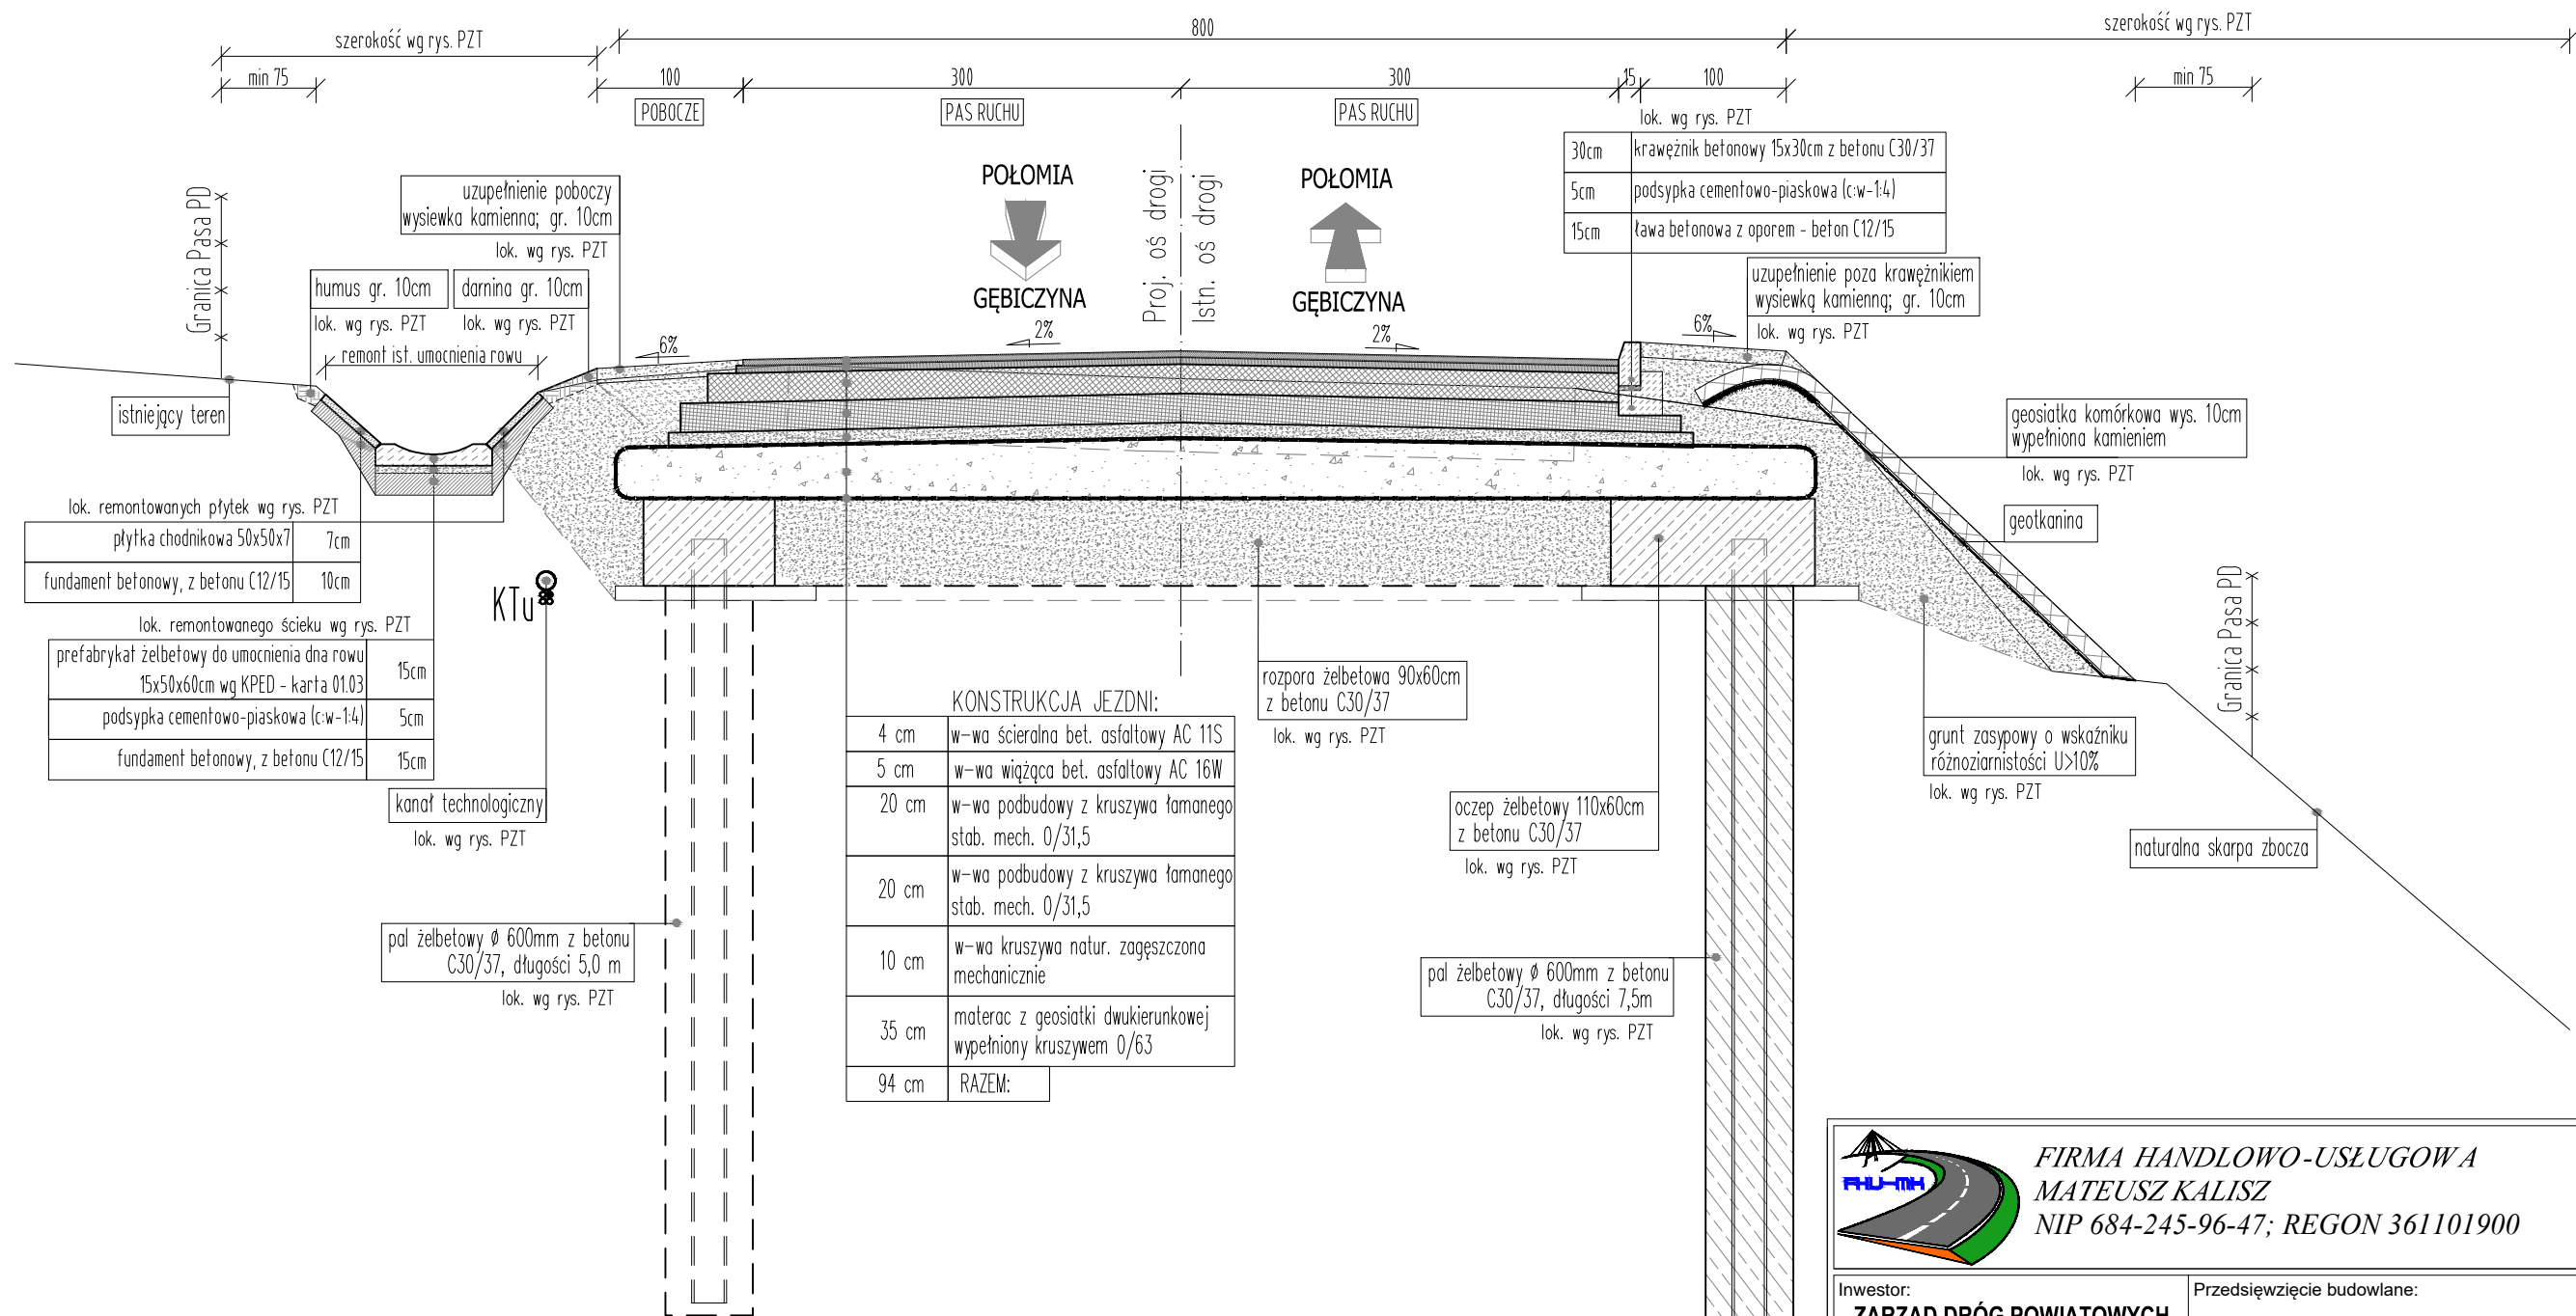 szerokość wg rys. PZT
800
szerokość wg rys. PZT
min 75
100
300
300
15
100
min 75
POBOCZE
PAS RUCHU
PAS RUCHU
lok. wg rys. PZT
30cm krawężnik betonowy 15x30cm z betonu C30/37
5cm podsypka cementowo-piaskowa (c:w-1:4)
15cm ława betonowa z oporem - beton C12/15
Granica Pasa PD
uzupełnienie poboczy
wysiewka kamienna; gr. 10cm
lok. wg rys. PZT
POŁOMIA
GĘBICZYNA
Proj. oś drogi
Istn. oś drogi
POŁOMIA
GĘBICZYNA
humus gr. 10cm
lok. wg rys. PZT
darnina gr. 10cm
lok. wg rys. PZT
uzupełnienie poza krawężnikiem
wysiewką kamienną; gr. 10cm
lok. wg rys. PZT
remont ist. umocnienia rowu
6%
2%
2%
6%
istniejący teren
geosiatka komórkowa wys. 10cm
wypełniona kamieniem
lok. wg rys. PZT
geotkanina
lok. remontowanych płytek wg rys. PZT
płytka chodnikowa 50x50x7 7cm
fundament betonowy, z betonu C12/15 10cm
KTu
lok. remontowanego ścieku wg rys. PZT
prefabrykat żelbetowy do umocnienia dna rowu
15x50x60cm wg KPED - karta 01.03 15cm
podsypka cementowo-piaskowa (c:w-1:4) 5cm
fundament betonowy, z betonu C12/15 15cm
kanał technologiczny
lok. wg rys. PZT
Granica Pasa PD
rozpora żelbetowa 90x60cm
z betonu C30/37
lok. wg rys. PZT
KONSTRUKCJA JEZDNI:
4 cm w-wa ścieralna bet. asfaltowy AC 11S
5 cm w-wa wiążąca bet. asfaltowy AC 16W
20 cm w-wa podbudowy z kruszywa łamanego
stab. mech. 0/31,5
20 cm w-wa podbudowy z kruszywa łamanego
stab. mech. 0/31,5
10 cm w-wa kruszywa natur. zagęszczona
mechanicznie
35 cm materac z geosiatki dwukierunkowej
wypełniony kruszywem 0/63
94 cm RAZEM:
grunt zasypowy o wskaźniku
różnoziarnistości U>10%
lok. wg rys. PZT
oczep żelbetowy 110x60cm
z betonu C30/37
lok. wg rys. PZT
naturalna skarpa zbocza
pal żelbetowy ϕ 600mm z betonu
C30/37, długości 5,0 m
lok. wg rys. PZT
pal żelbetowy ϕ 600mm z betonu
C30/37, długości 7,5m
lok. wg rys. PZT
FHU-MK
FIRMA HANDLOWO-USŁUGOWA
MATEUSZ KALISZ
NIP 684-245-96-47; REGON 361101900
Inwestor:
ZARZĄD DRÓG POWIATOWYCH
Przedsięwzięcie budowlane: